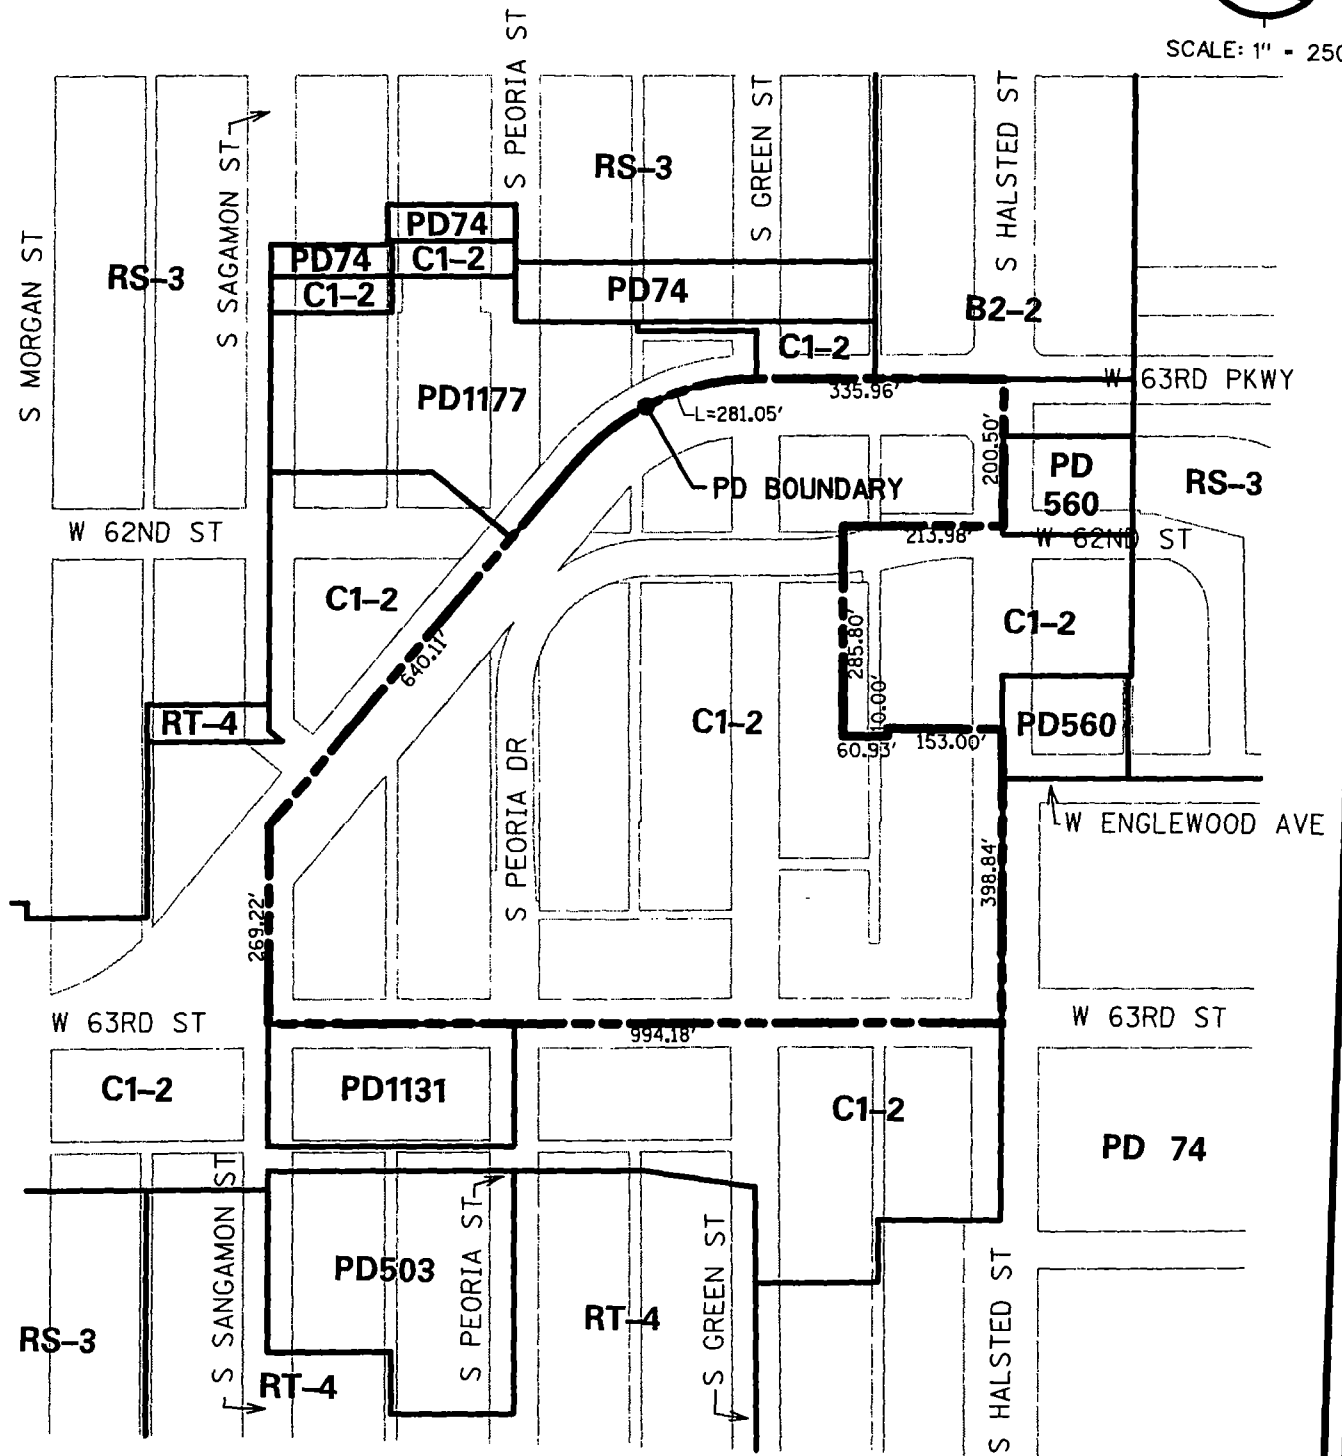 SCALE: 1" - 250
S PEORIA ST
S SAGAMON ST
S GREEN ST
S HALSTED ST
S MORGAN ST
RS-3
RS-3
PD74
PD74
C1-2
C1-2
PD74
B2-2
C1-2
W 63RD PKWY
335.96'
PD1177
L=281.05'
200.50'
PD BOUNDARY
PD
560
RS-3
W 62ND ST
213.98'
W 62ND ST
C1-2
640.11'
285.80'
C1-2
RT-4
C1-2
10.00'
60.93'
153.00'
PD560
S PEORIA DR
W ENGLEWOOD AVE
398.84'
269.22'
W 63RD ST
994.18'
W 63RD ST
C1-2
PD1131
C1-2
PD 74
S SANGAMON ST
S PEORIA ST
S GREEN ST
S HALSTED ST
PD503
RT-4
RS-3
RT-4